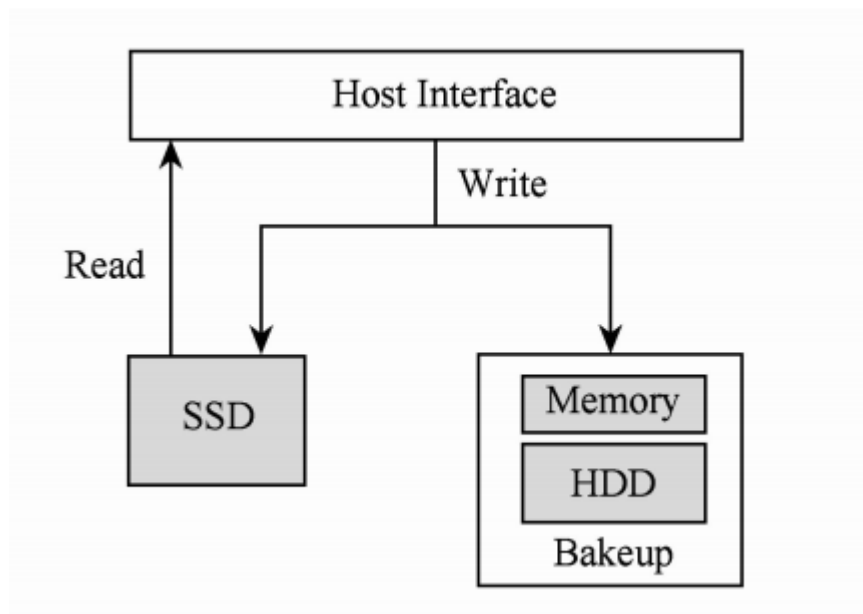 Host Interface
Write
Read
SSD
Memory
HDD
Bakeup